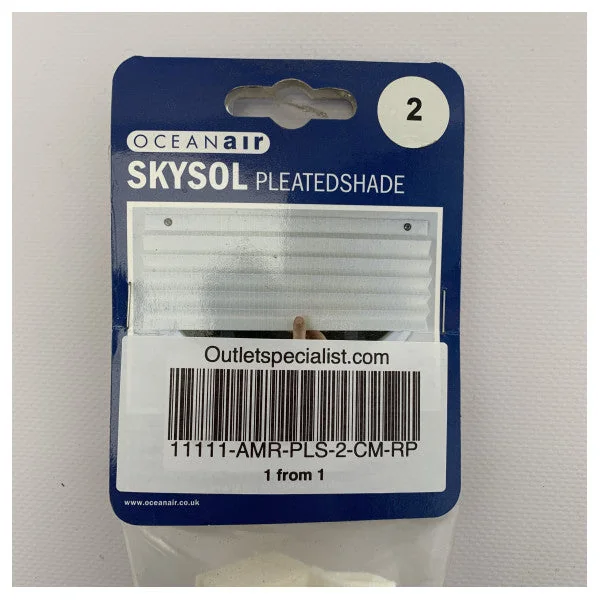 2
OCEANair
SKYSOL PLEATEDSHADE
Outletspecialist.com
11111-AMR-PLS-2-CM-RP
1 from 1
www.oceanair.co.uk